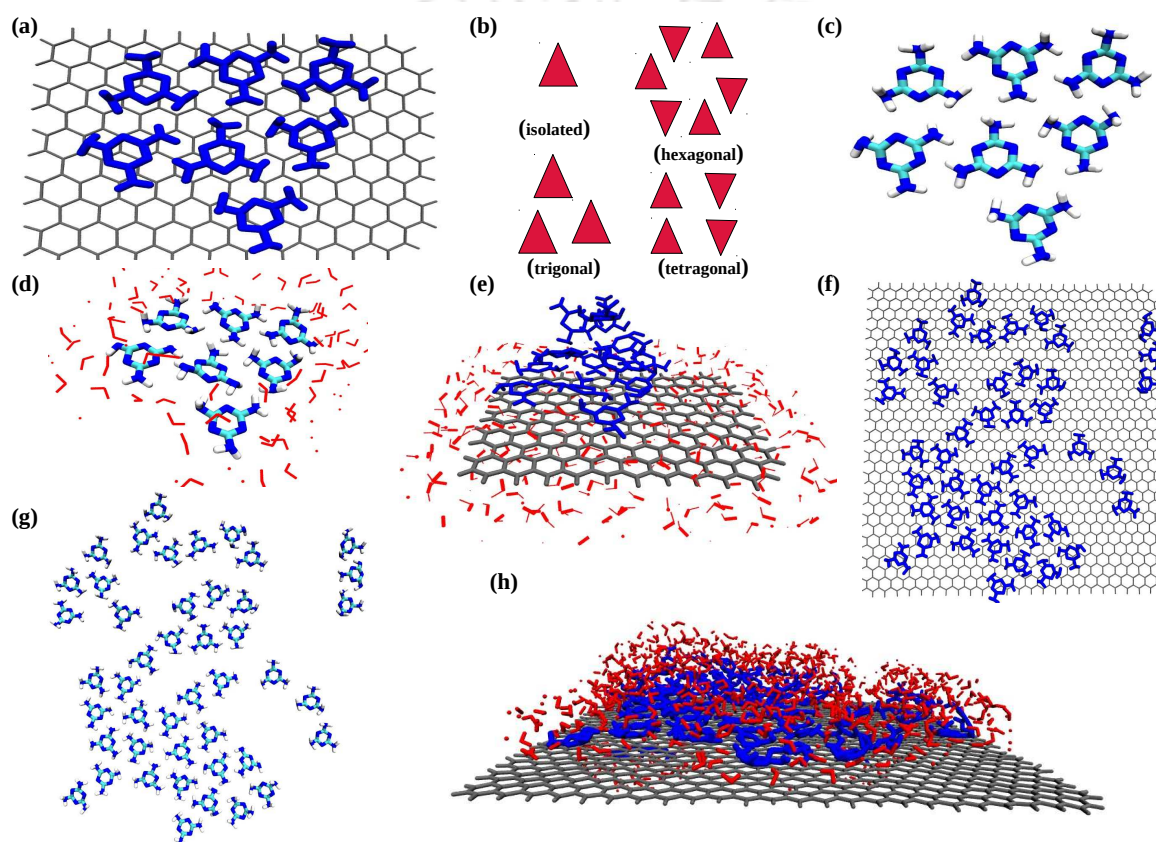 (a)
(b)
(c)
(isolated)
(hexagonal)
(trigonal)
(tetragonal)
(d)
(e)
(f)
(g)
(h)